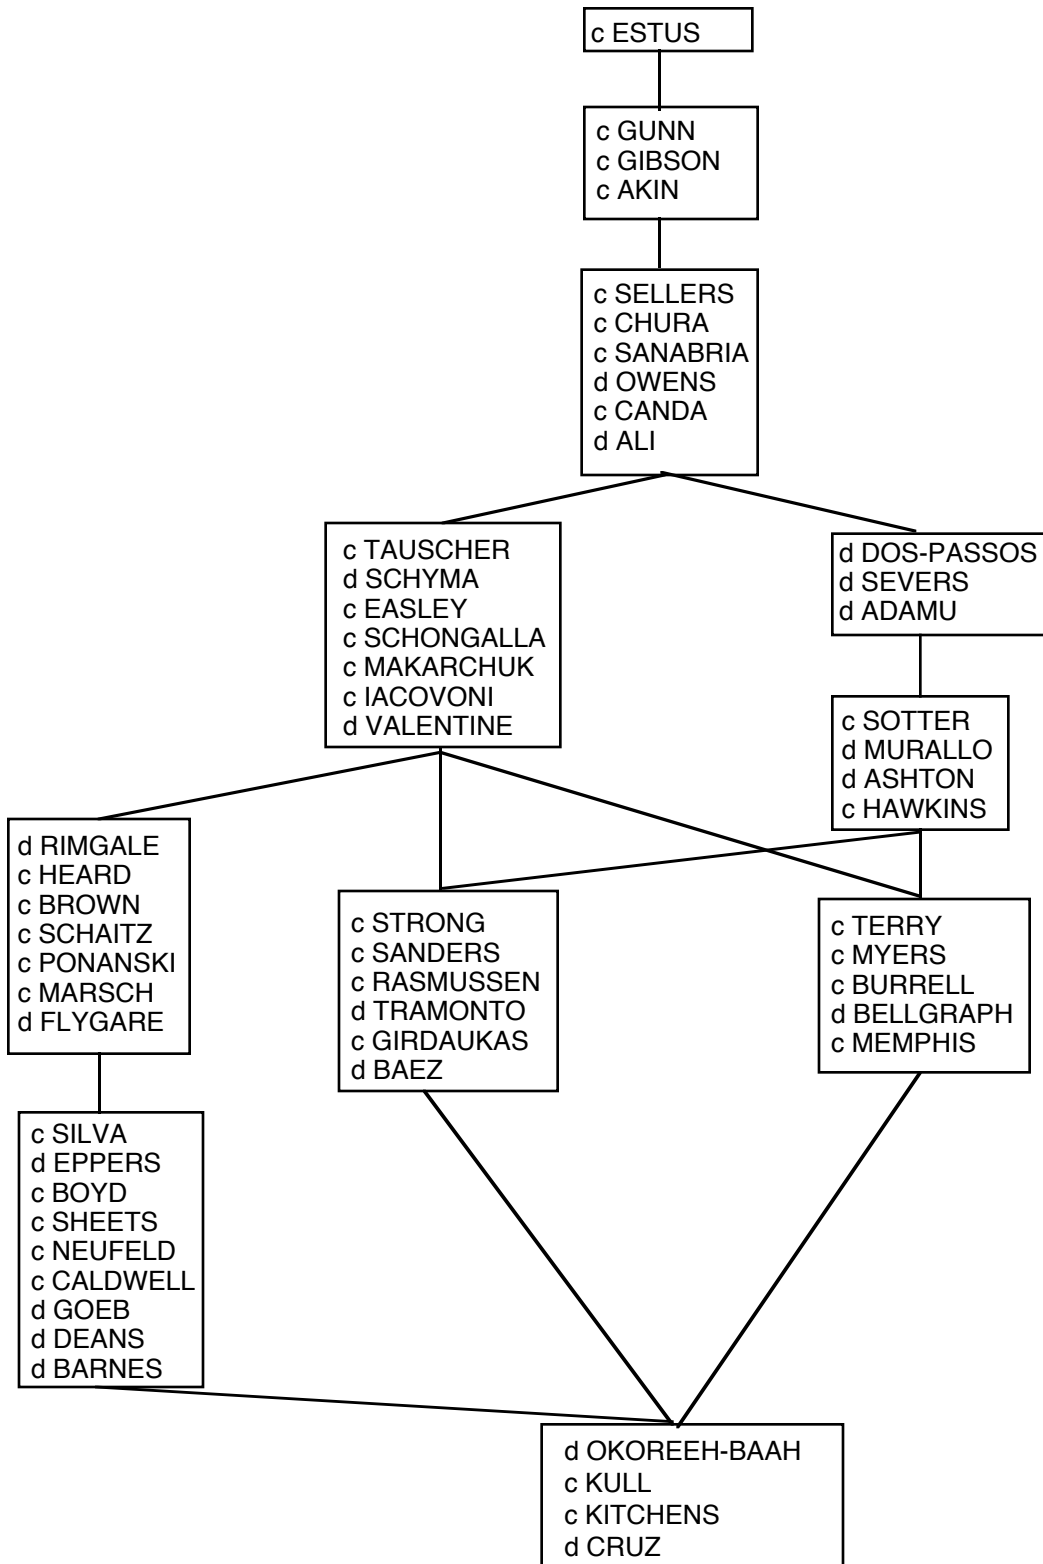 c ESTUS
c GUNN
c GIBSON
c AKIN
c SELLERS
c CHURA
c SANABRIA
d OWENS
c CANDA
d ALI
c TAUSCHER
d SCHYMA
c EASLEY
c SCHONGALLA
c MAKARCHUK
c IACOVONI
d VALENTINE
d DOS-PASSOS
d SEVERS
d ADAMU
c SOTTER
d MURALLO
d ASHTON
c HAWKINS
d RIMGALE
c HEARD
c BROWN
c SCHAITZ
c PONANSKI
c MARSCH
d FLYGARE
c STRONG
c SANDERS
c RASMUSSEN
d TRAMONTO
c GIRDAUKAS
d BAEZ
c TERRY
c MYERS
c BURRELL
d BELLGRAPH
c MEMPHIS
c SILVA
d EPPERS
c BOYD
c SHEETS
c NEUFELD
c CALDWELL
d GOEB
d DEANS
d BARNES
d OKOREEH-BAAH
c KULL
c KITCHENS
d CRUZ